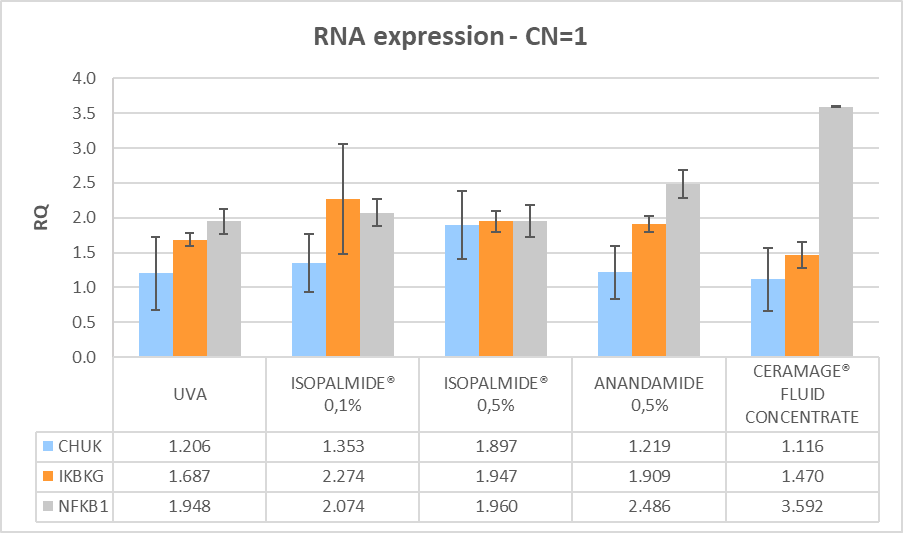 RNA expression - CN=1
RQ
4.0
3.5
3.0
2.5
2.0
1.5
1.0
0.5
0.0
UVA
ISOPALMIDE®
0,1%
ISOPALMIDE®
0,5%
ANANDAMIDE
0,5%
CERAMAGE®
FLUID
CONCENTRATE
CHUK 1.206 1.353 1.897 1.219 1.116
IKBKG 1.687 2.274 1.947 1.909 1.470
NFKB1 1.948 2.074 1.960 2.486 3.592